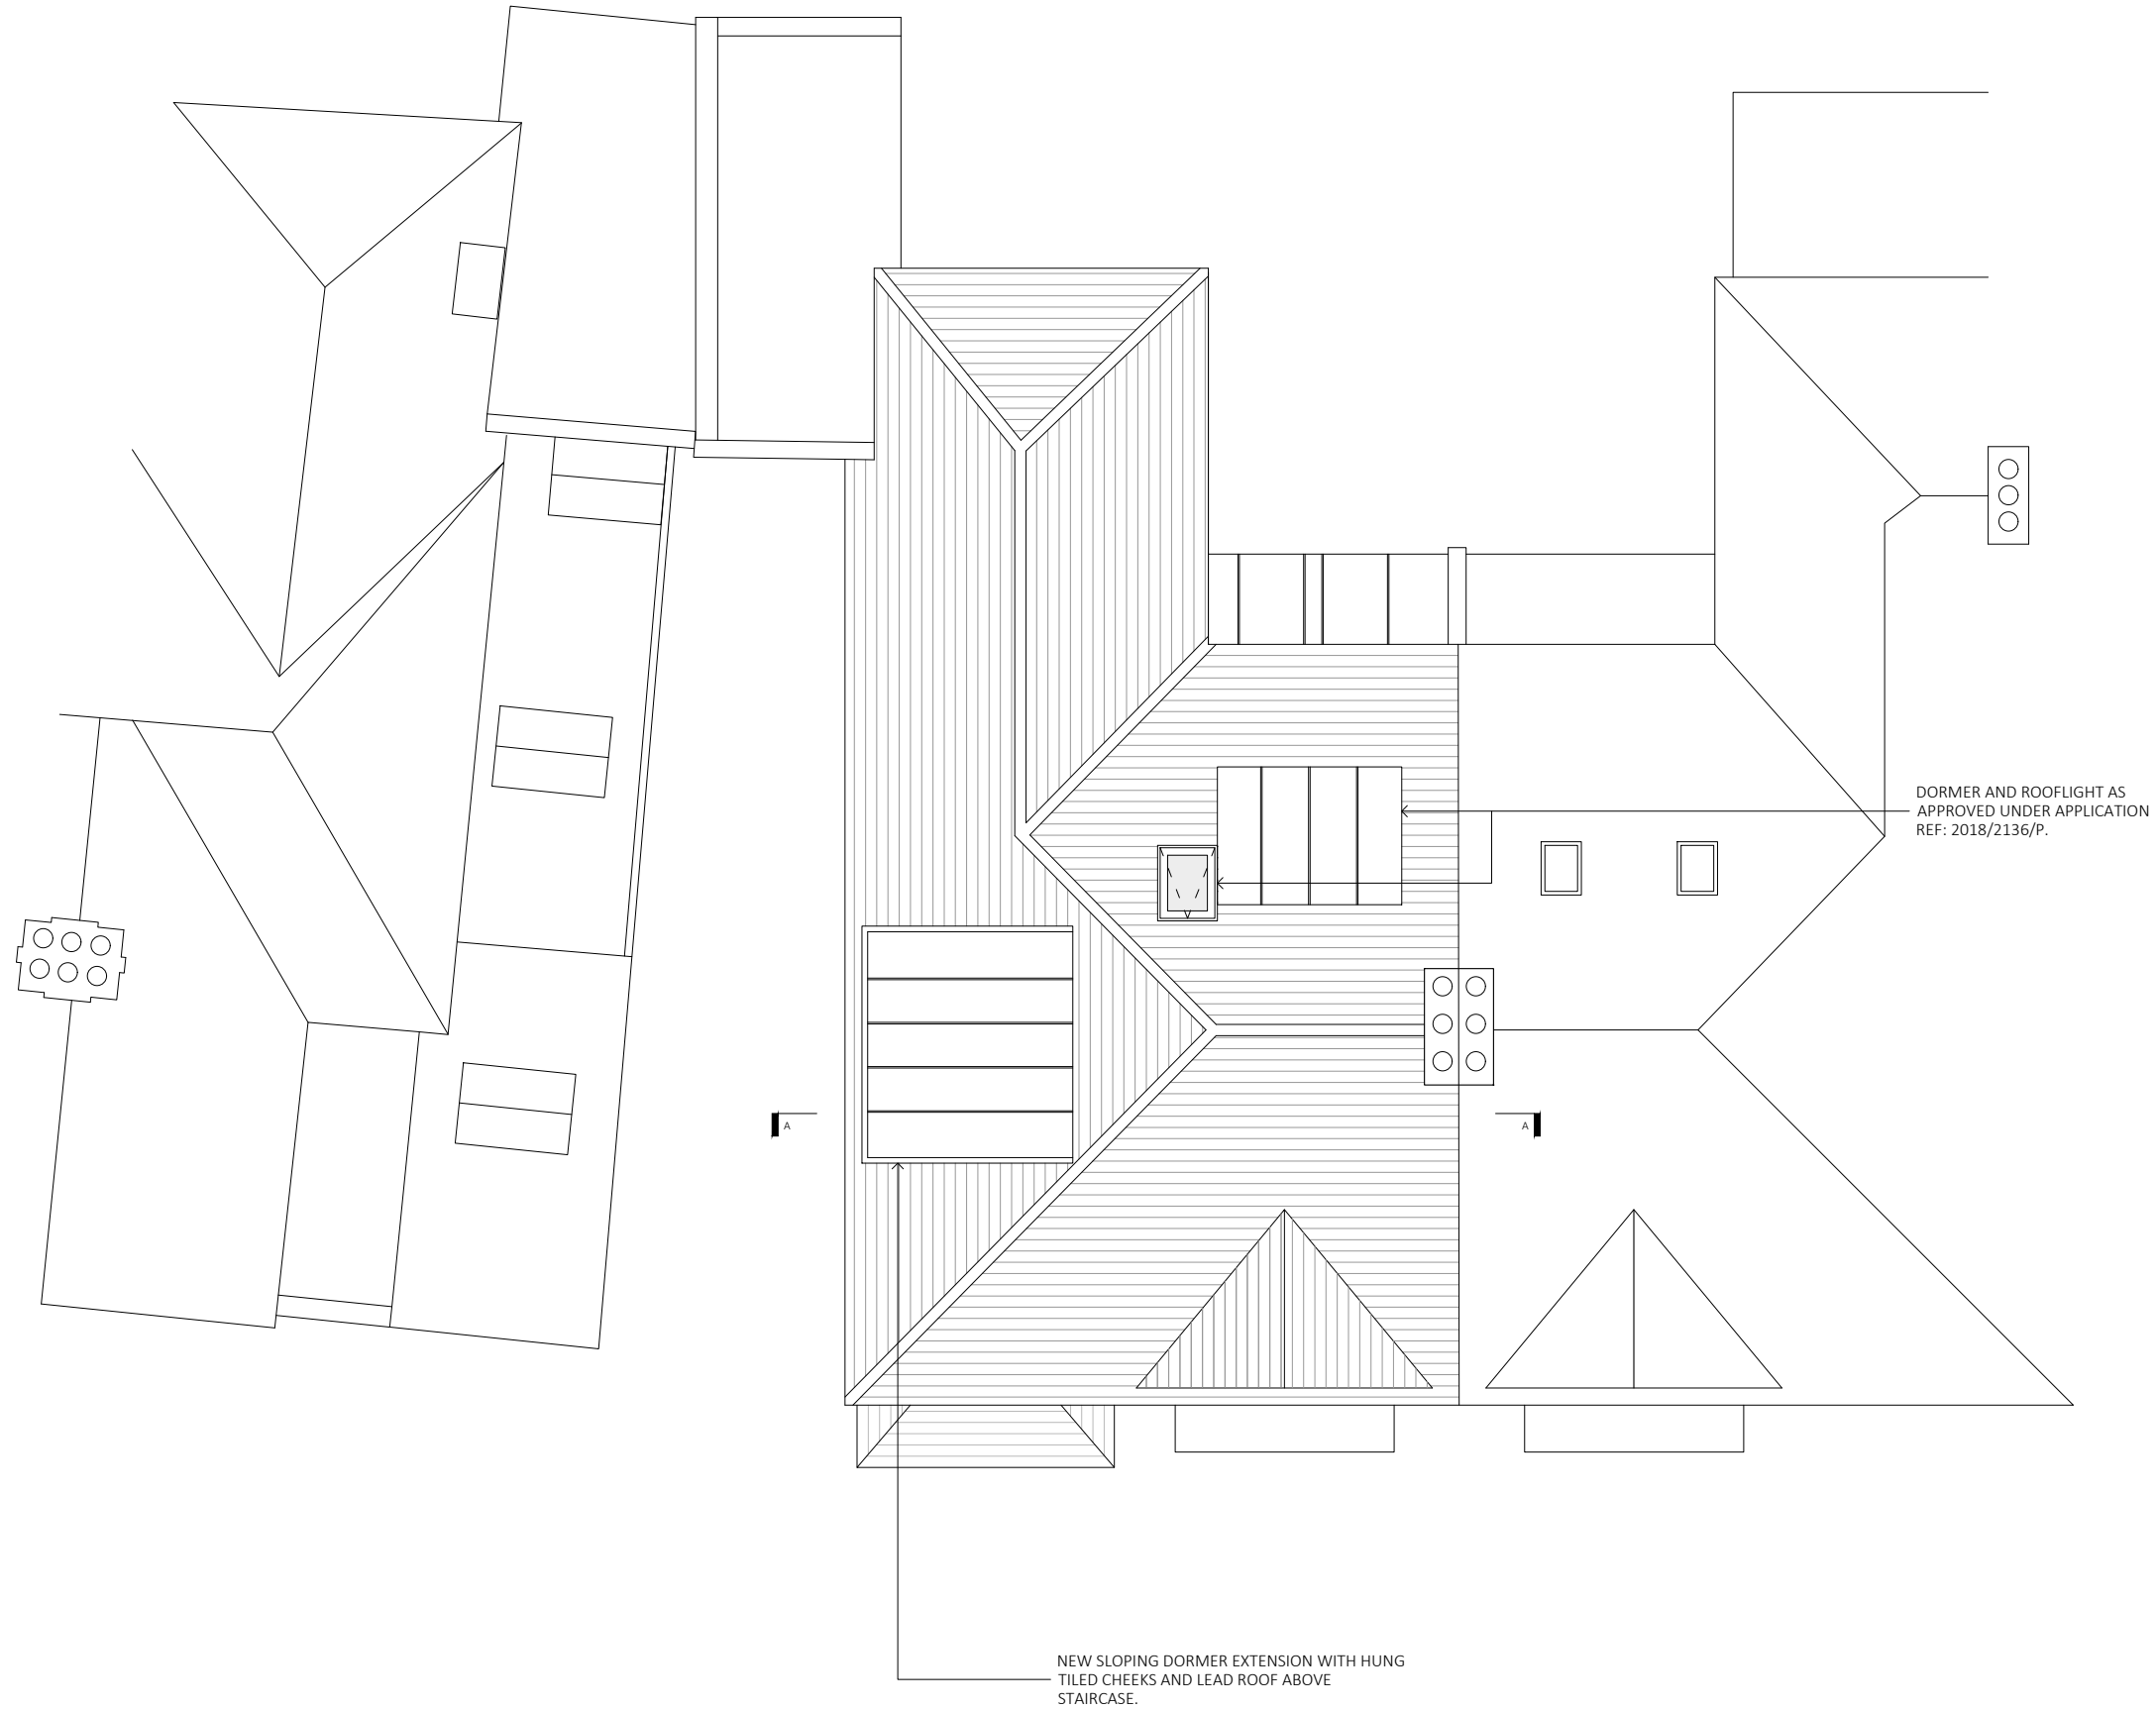 DORMER AND ROOFLIGHT AS
APPROVED UNDER APPLICATION
REF: 2018/2136/P.
A
A
NEW SLOPING DORMER EXTENSION WITH HUNG
TILED CHEEKS AND LEAD ROOF ABOVE
STAIRCASE.